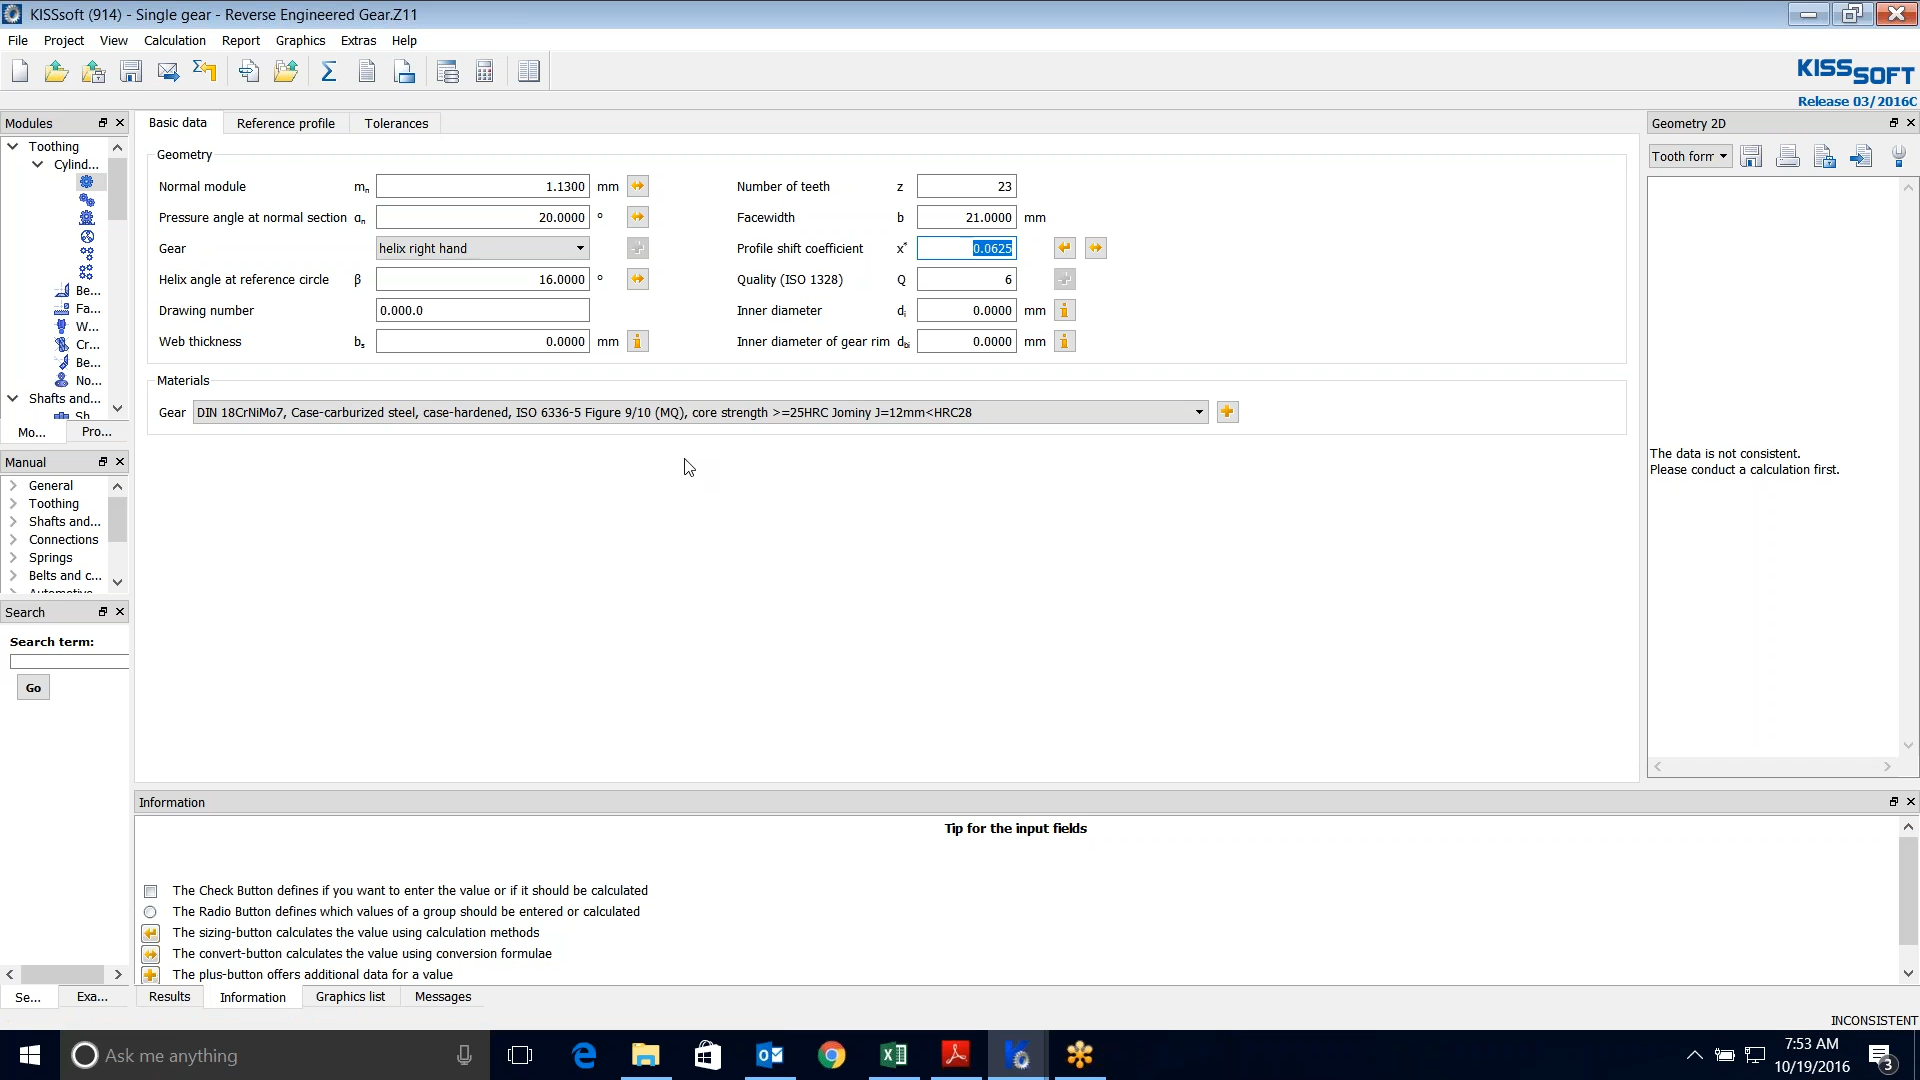 KISSsoft (914) - Single gear - Reverse Engineered Gear.Z11
File Project View Calculation Report Graphics Extras Help
KISSSOFT
Release 03/2016C
Modules
Toothing
Cylind...
Be...
Fa...
W...
Cr...
Be...
No...
Shafts and...
Sh
Mo... Pro...
Manual
General
Toothing
Shafts and...
Connections
Springs
Belts and c...
Automotive
Search
Search term:
Go
Se... Exa...
Basic data Reference profile Tolerances
Geometry
Normal module mn 1.1300 mm
Pressure angle at normal section αn 20.0000 °
Gear helix right hand
Helix angle at reference circle β 16.0000 °
Drawing number 0.000.0
Web thickness bs 0.0000 mm
Number of teeth z 23
Facewidth b 21.0000 mm
Profile shift coefficient x* 0.0625
Quality (ISO 1328) Q 6
Inner diameter di 0.0000 mm
Inner diameter of gear rim dbi 0.0000 mm
Materials
Gear DIN 18CrNiMo7, Case-carburized steel, case-hardened, ISO 6336-5 Figure 9/10 (MQ), core strength >=25HRC Jominy J=12mm<HRC28
Geometry 2D
Tooth form
The data is not consistent.
Please conduct a calculation first.
Information
Tip for the input fields
The Check Button defines if you want to enter the value or if it should be calculated
The Radio Button defines which values of a group should be entered or calculated
The sizing-button calculates the value using calculation methods
The convert-button calculates the value using conversion formulae
The plus-button offers additional data for a value
Results Information Graphics list Messages
INCONSISTENT
Ask me anything
7:53 AM
10/19/2016
3